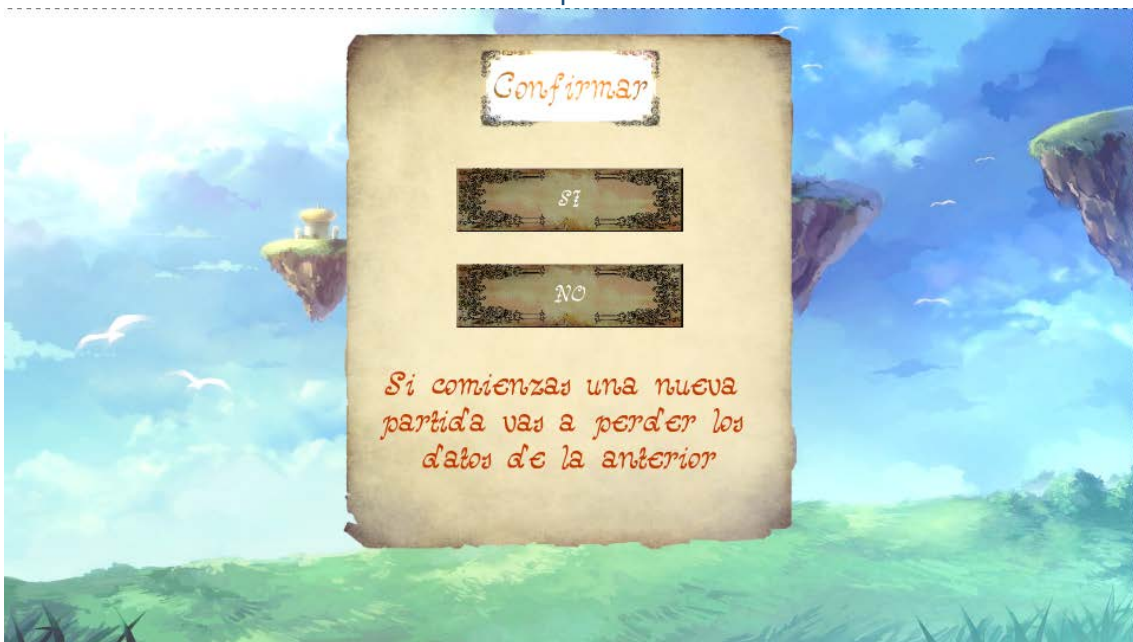 Confirmar
SI
NO
Si comienzas una nueva
partida vas a perder los
datos de la anterior